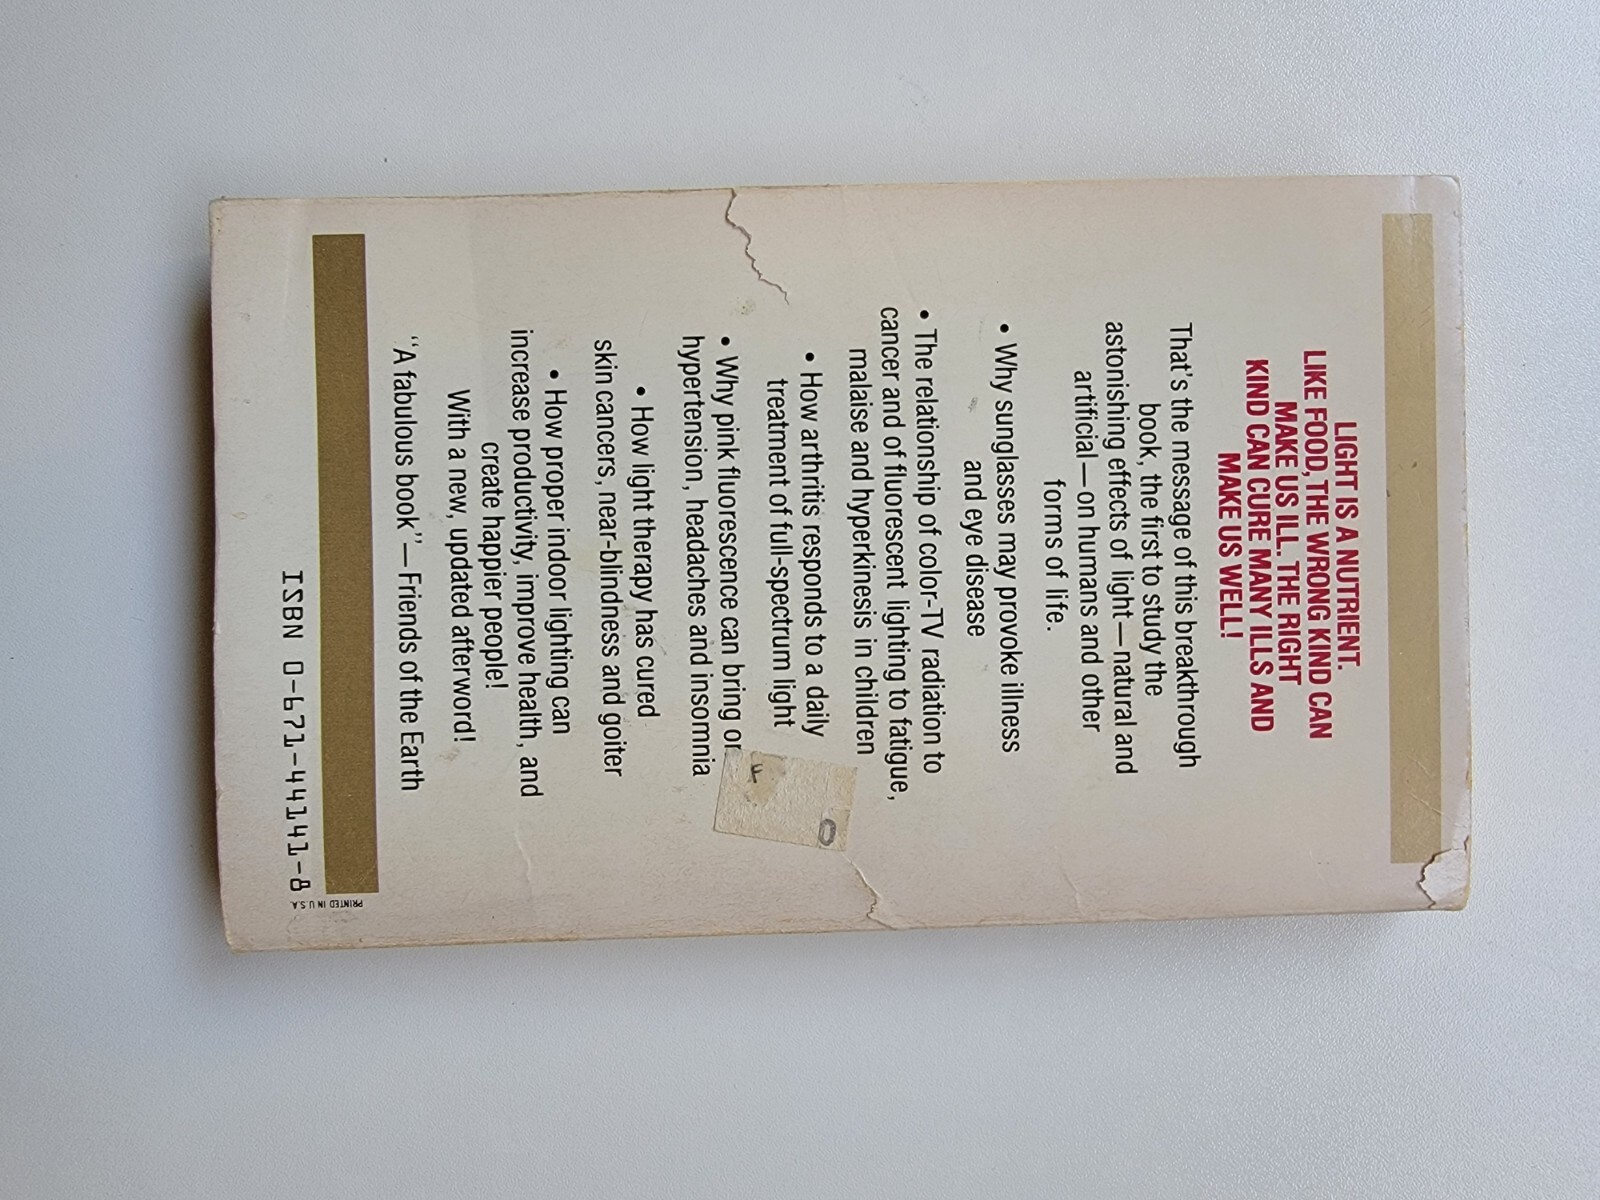 LIGHT IS A NUTRIENT.
LIKE FOOD, THE WRONG KIND CAN
MAKE US ILL. THE RIGHT
KIND CAN CURE MANY ILLS AND
MAKE US WELL!
That's the message of this breakthrough
book, the first to study the
astonishing effects of light—natural and
artificial—on humans and other
forms of life.
• Why sunglasses may provoke illness
and eye disease
• The relationship of color-TV radiation to
cancer and of fluorescent lighting to fatigue,
malaise and hyperkinesis in children
• How arthritis responds to a daily
treatment of full-spectrum light
• Why pink fluorescence can bring on
hypertension, headaches and insomnia
• How light therapy has cured
skin cancers, near-blindness and goiter
• How proper indoor lighting can
increase productivity, improve health, and
create happier people!
With a new, updated afterword!
“A fabulous book”—Friends of the Earth
ISBN 0-671-44141-8
PRINTED IN U.S.A.